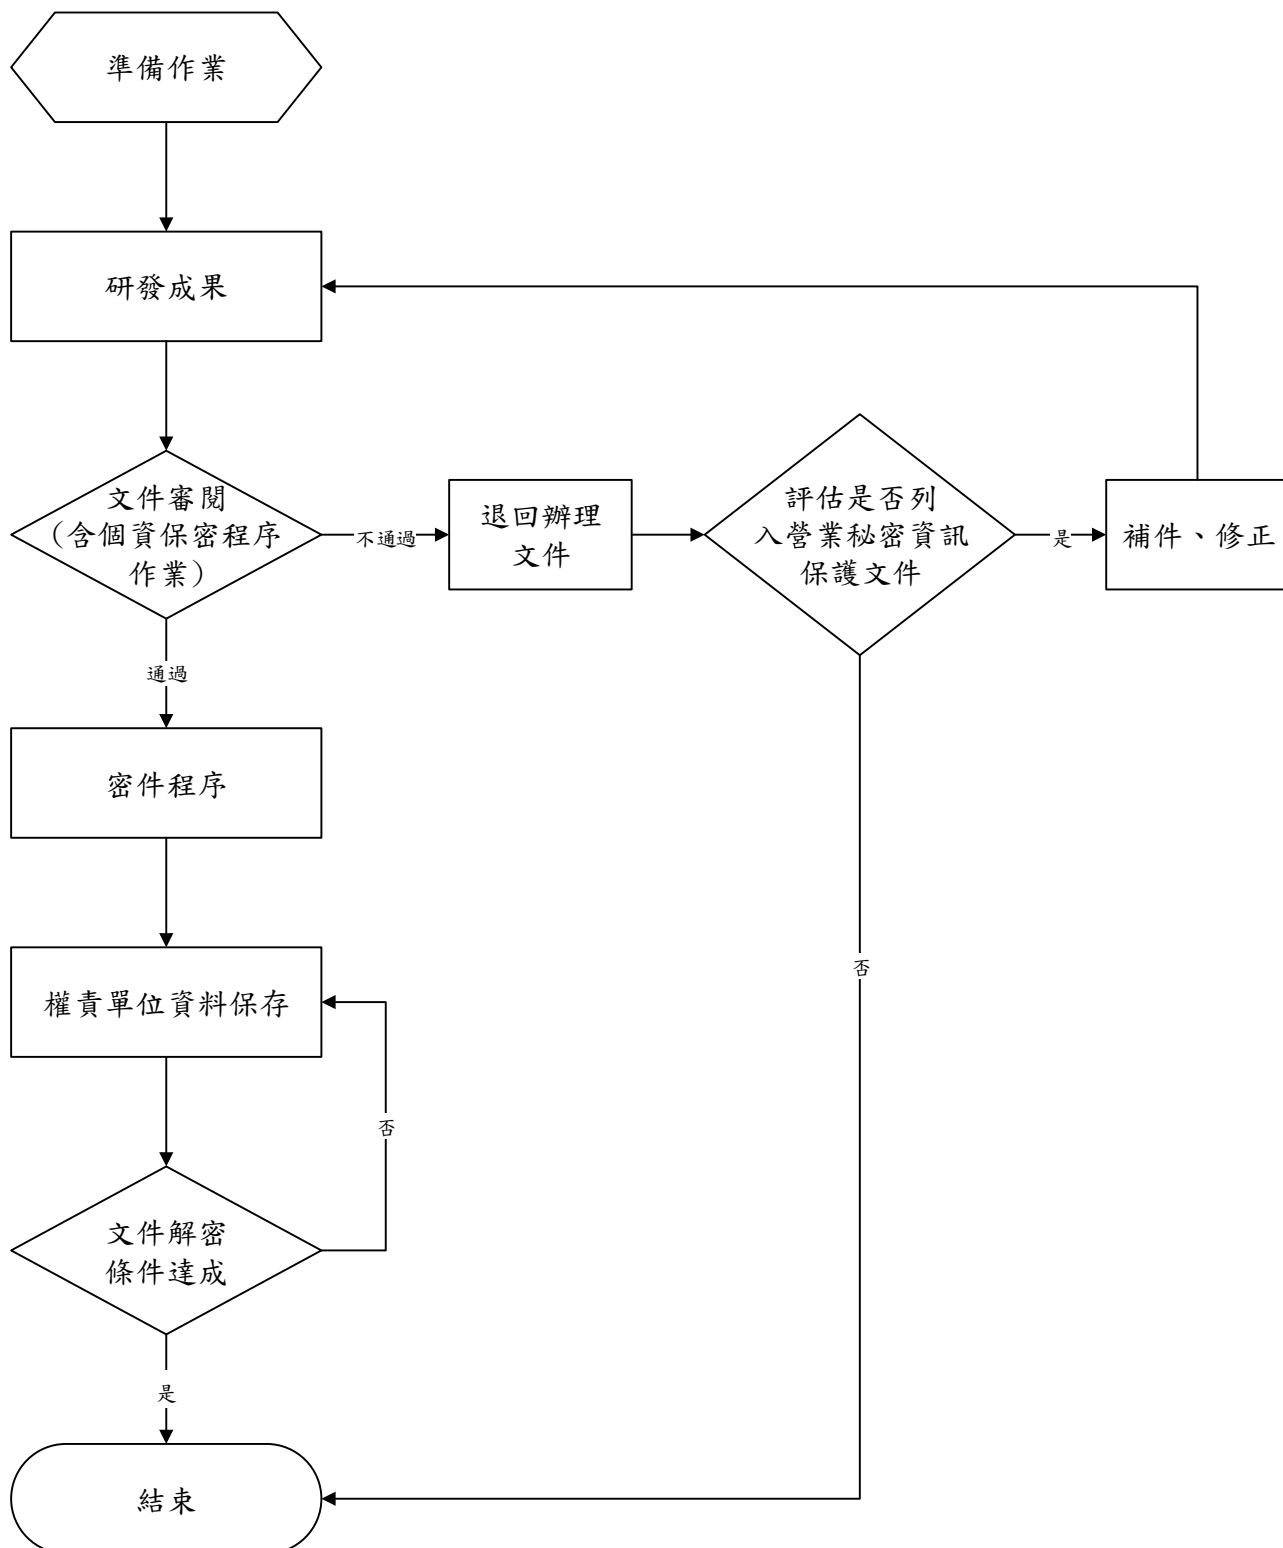 準備作業
研發成果
文件審閱
（含個資保密程序
作業）
不通過
退回辦理
文件
評估是否列
入營業秘密資訊
保護文件
是
補件、修正
通過
密件程序
否
權責單位資料保存
否
文件解密
條件達成
是
結束